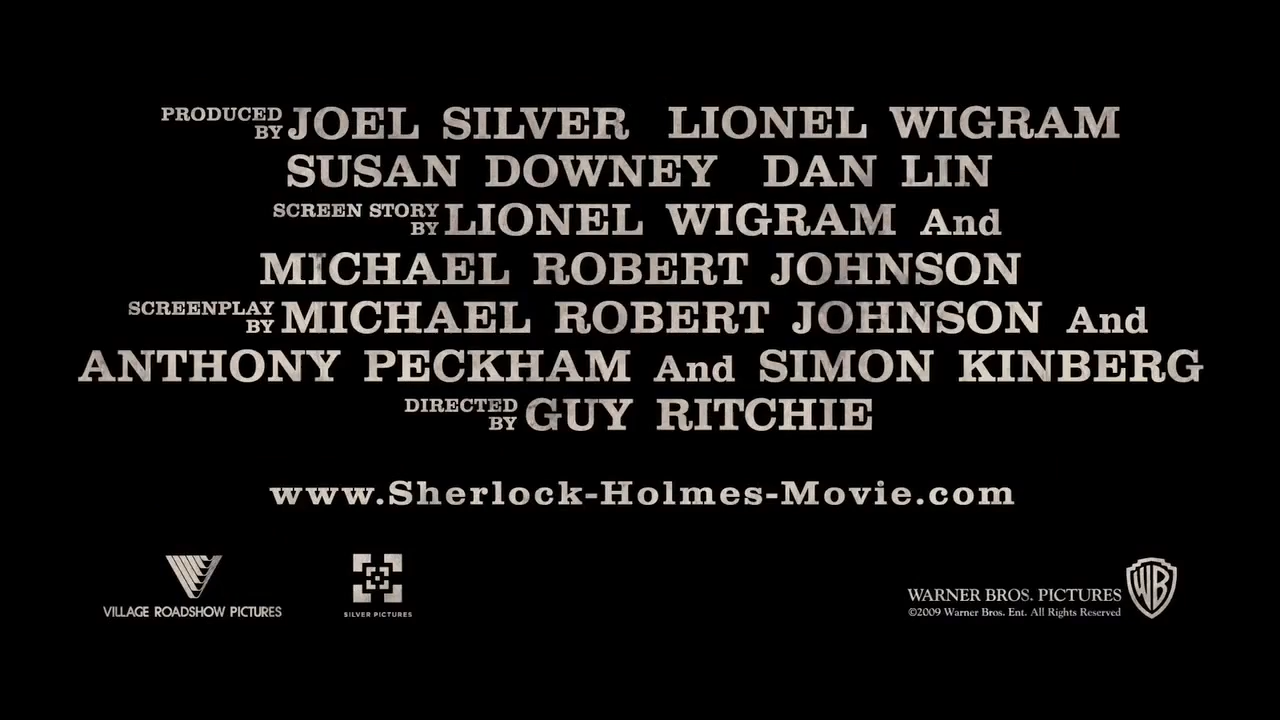 PRODUCED BY JOEL SILVER LIONEL WIGRAM
SUSAN DOWNEY DAN LIN
SCREEN STORY BY LIONEL WIGRAM And
MICHAEL ROBERT JOHNSON
SCREENPLAY BY MICHAEL ROBERT JOHNSON And
ANTHONY PECKHAM And SIMON KINBERG
DIRECTED BY GUY RITCHIE
www.Sherlock-Holmes-Movie.com
VILLAGE ROADSHOW PICTURES
SILVER PICTURES
WARNER BROS. PICTURES
©2009 Warner Bros. Ent. All Rights Reserved
WB